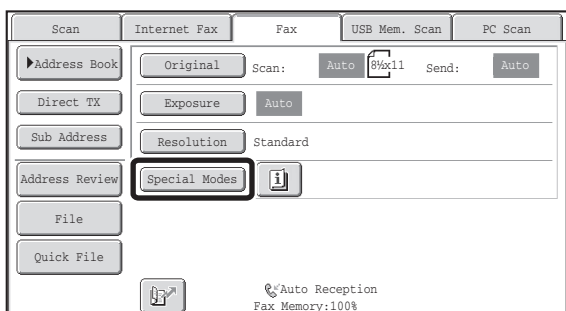 Scan Internet Fax Fax USB Mem. Scan PC Scan
Address Book Original Scan: Auto 8½x11 Send: Auto
Direct TX Exposure Auto
Sub Address Resolution Standard
Address Review Special Modes
File
Quick File
Auto Reception
Fax Memory:100%